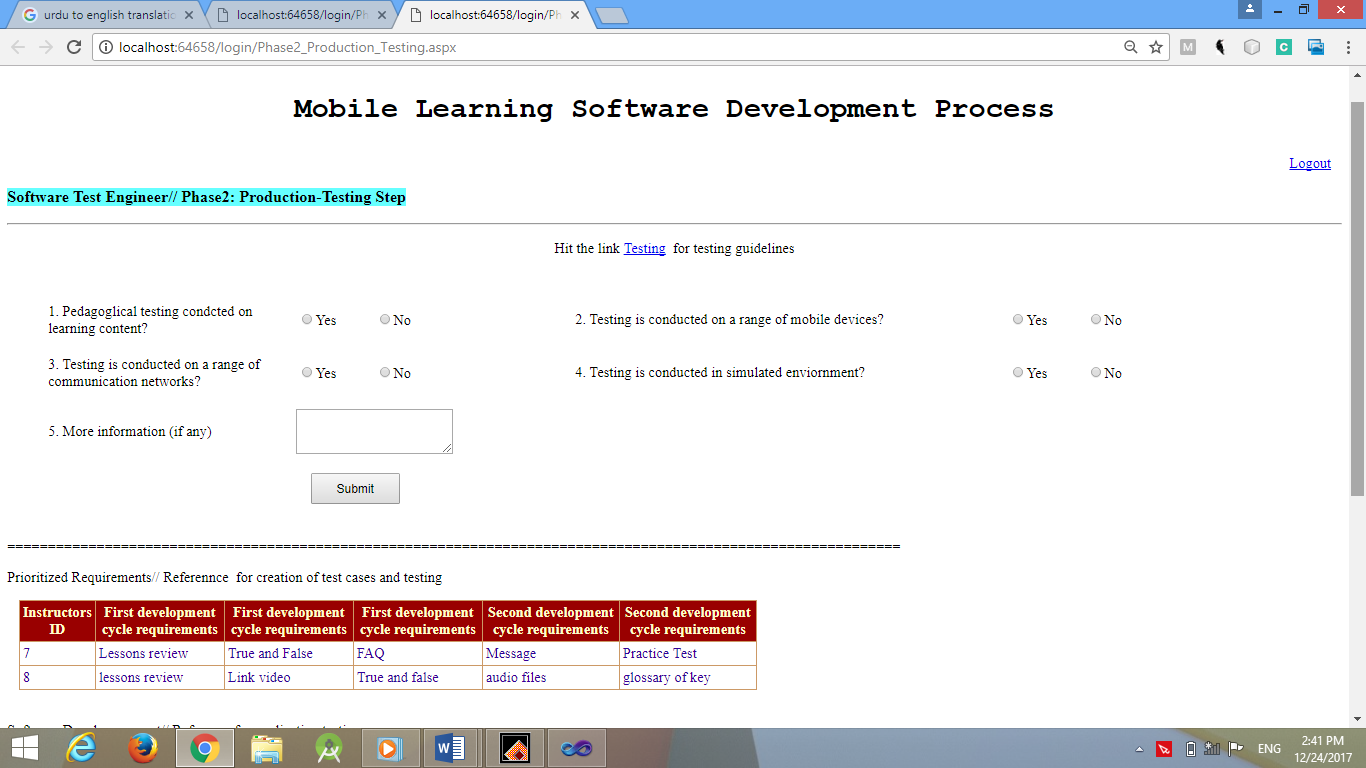 urdu to english translatic
localhost:64658/login/Ph
localhost:64658/login/Ph
localhost:64658/login/Phase2_Production_Testing.aspx
Mobile Learning Software Development Process
Logout
Software Test Engineer// Phase2: Production-Testing Step
Hit the link Testing for testing guidelines
1. Pedagoglical testing condcted on
learning content?
Yes No
2. Testing is conducted on a range of mobile devices?
Yes No
3. Testing is conducted on a range of
communication networks?
Yes No
4. Testing is conducted in simulated enviornment?
Yes No
5. More information (if any)
Submit
==============================================================================================================
Prioritized Requirements// Referennce for creation of test cases and testing
Instructors ID First development cycle requirements First development cycle requirements First development cycle requirements Second development cycle requirements Second development cycle requirements
7 Lessons review True and False FAQ Message Practice Test
8 lessons review Link video True and false audio files glossary of key
ENG
2:41 PM
12/24/2017